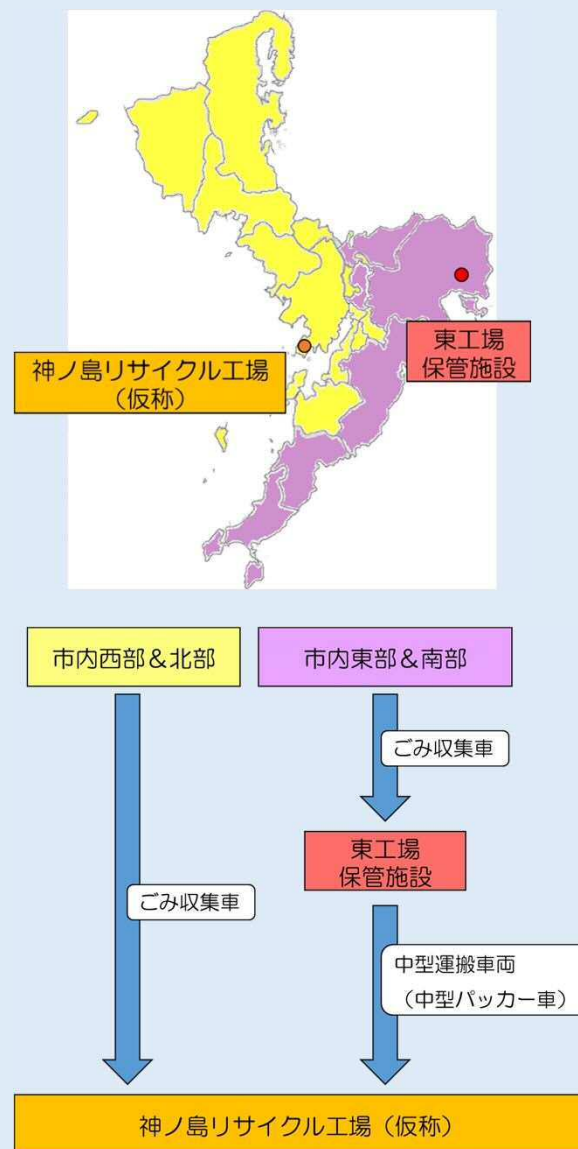 神ノ島リサイクル工場
（仮称）
東工場
保管施設
市内西部＆北部
市内東部＆南部
ごみ収集車
東工場
保管施設
ごみ収集車
中型運搬車両
（中型パッカー車）
神ノ島リサイクル工場（仮称）